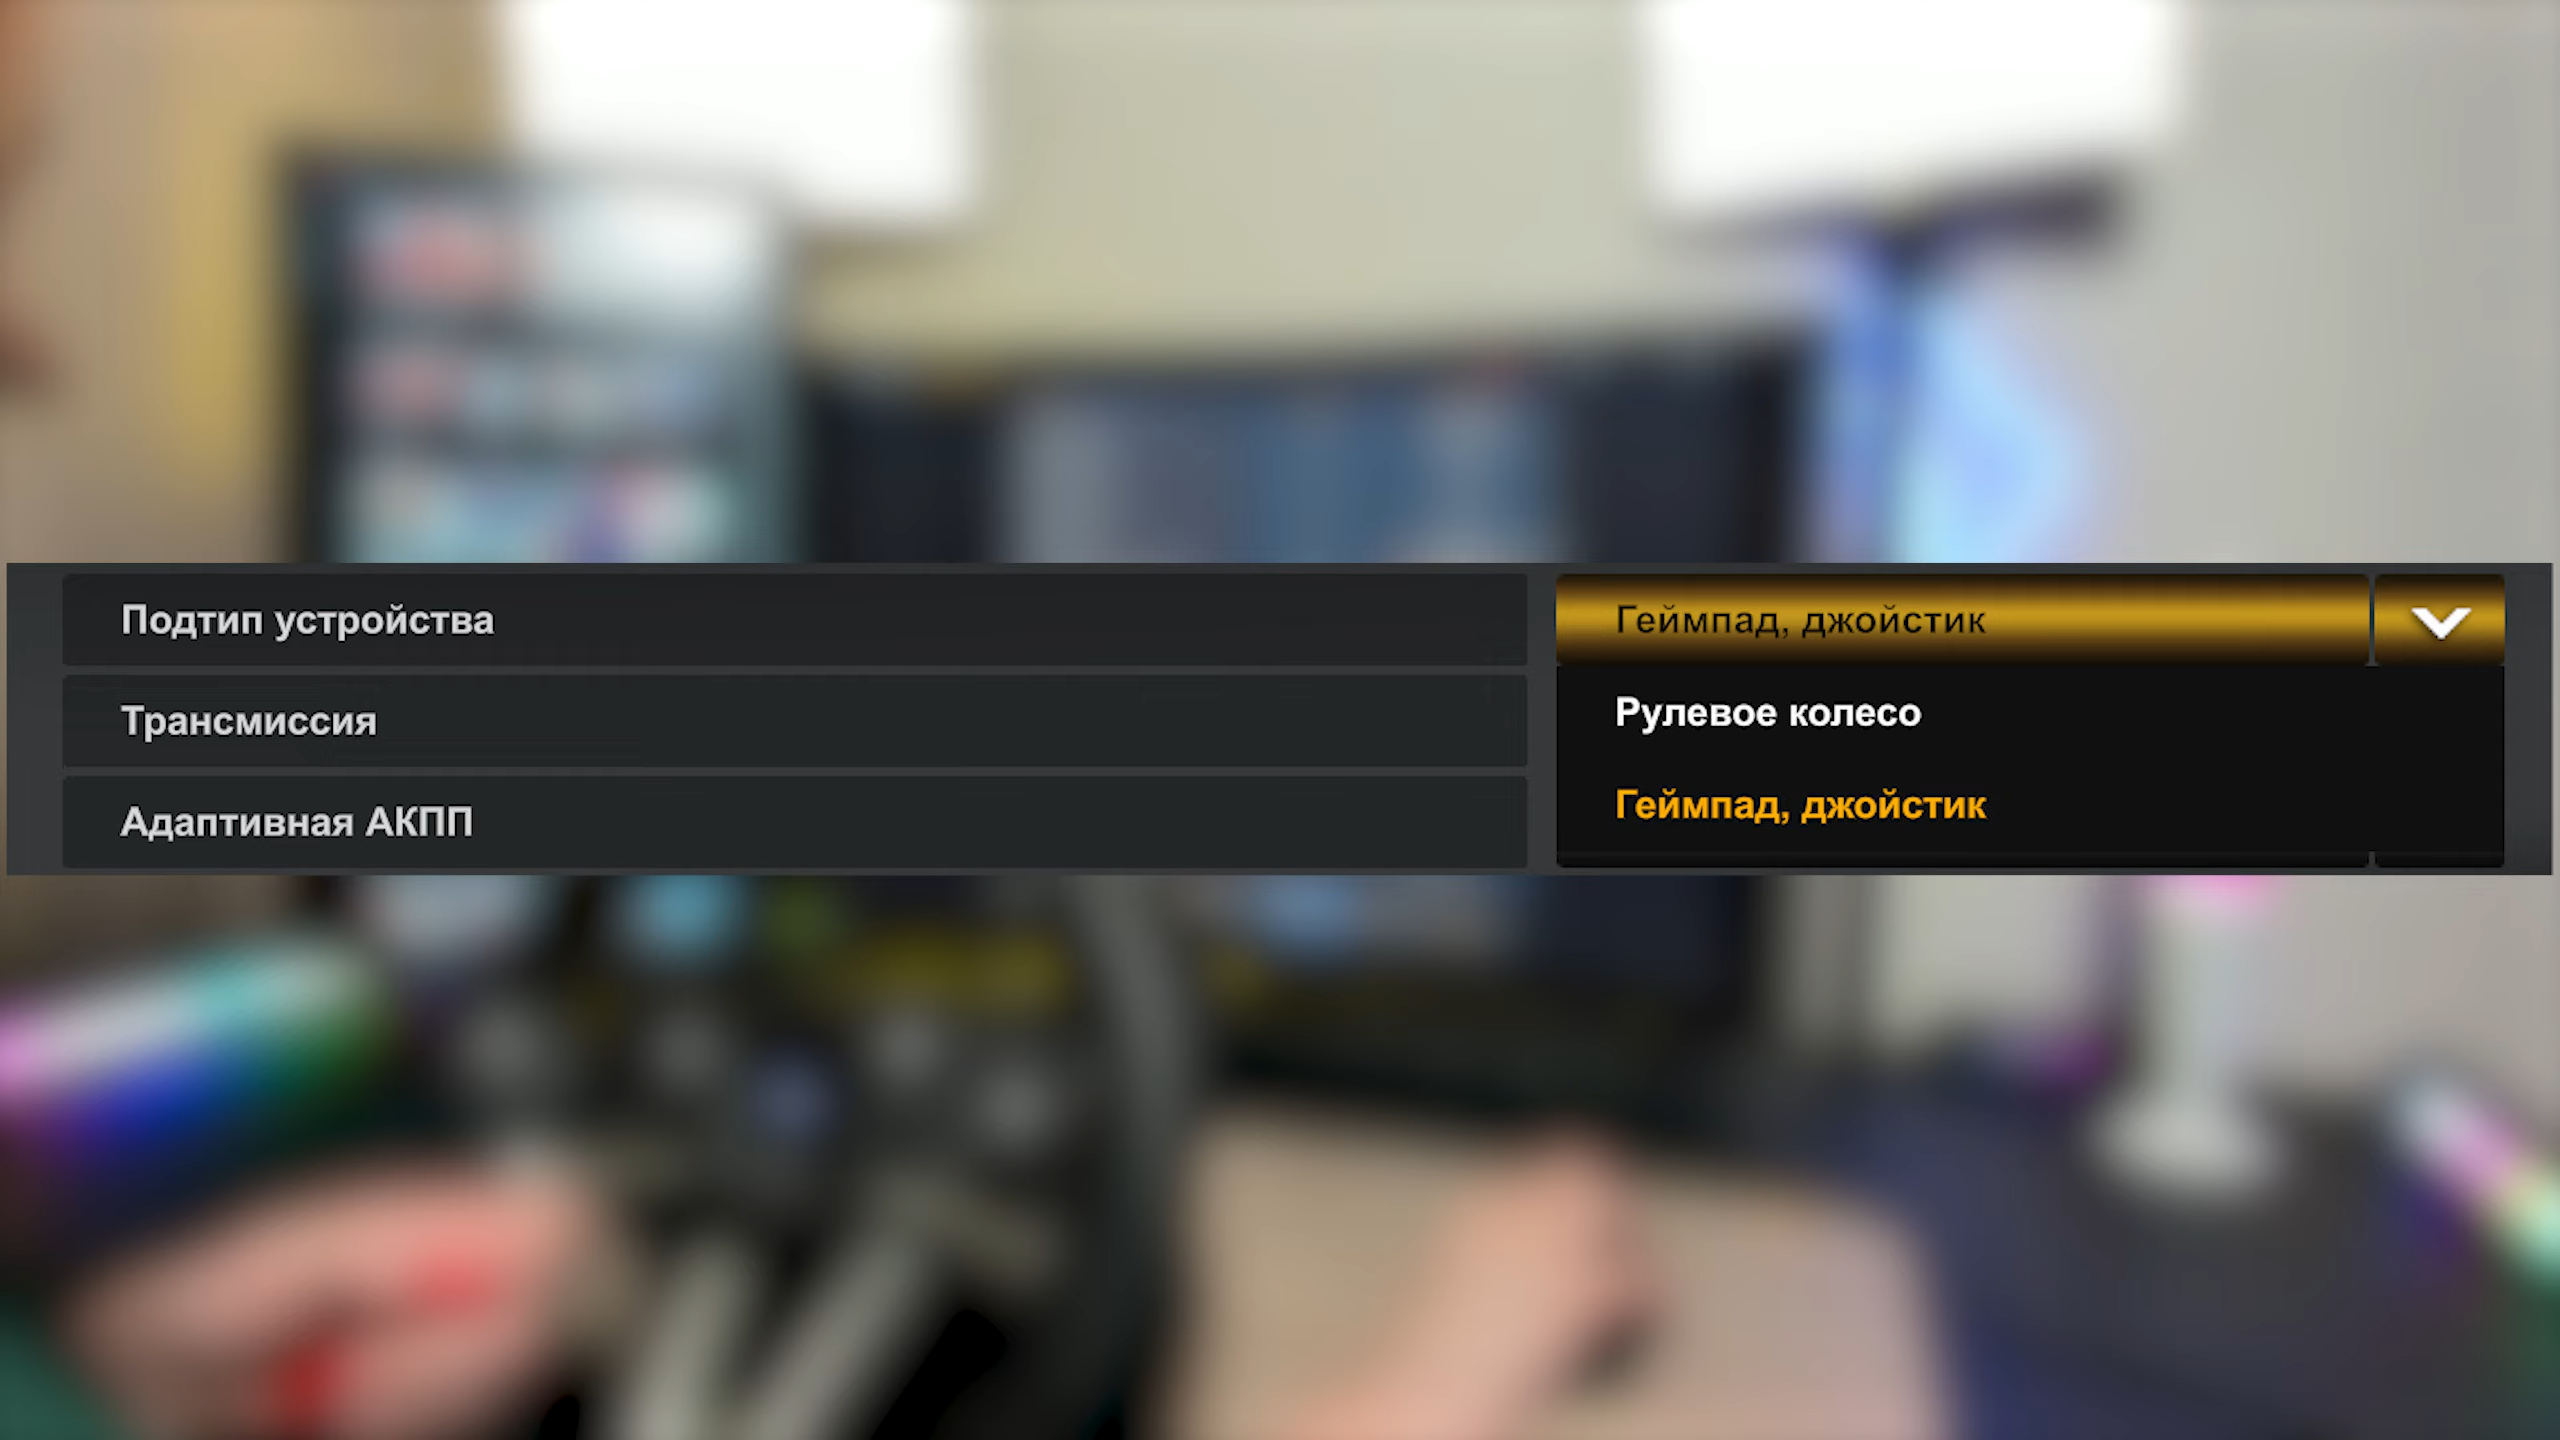 Подтип устройства
Геймпад, джойстик
Трансмиссия
Рулевое колесо
Адаптивная АКПП
Геймпад, джойстик